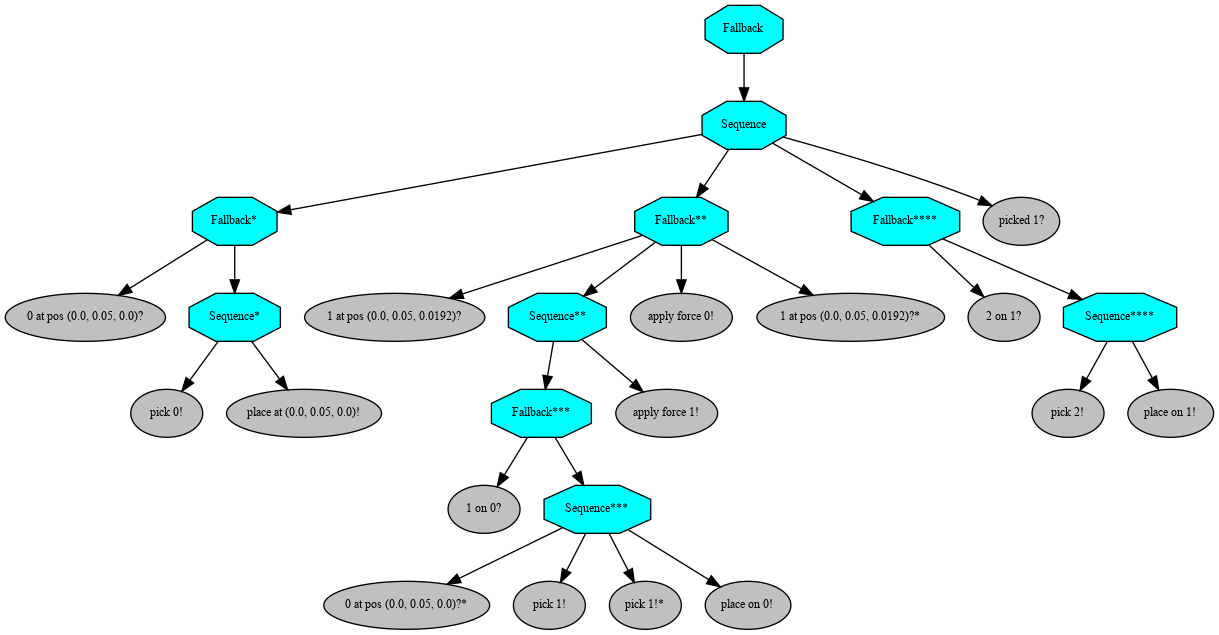 Fallback
Sequence
Fallback*
Fallback**
Fallback****
picked 1?
0 at pos (0.0, 0.05, 0.0)?
Sequence*
1 at pos (0.0, 0.05, 0.0192)?
Sequence**
apply force 0!
1 at pos (0.0, 0.05, 0.0192)?*
2 on 1?
Sequence****
pick 0!
place at (0.0, 0.05, 0.0)!
Fallback***
apply force 1!
pick 2!
place on 1!
1 on 0?
Sequence***
0 at pos (0.0, 0.05, 0.0)?*
pick 1!
pick 1!*
place on 0!